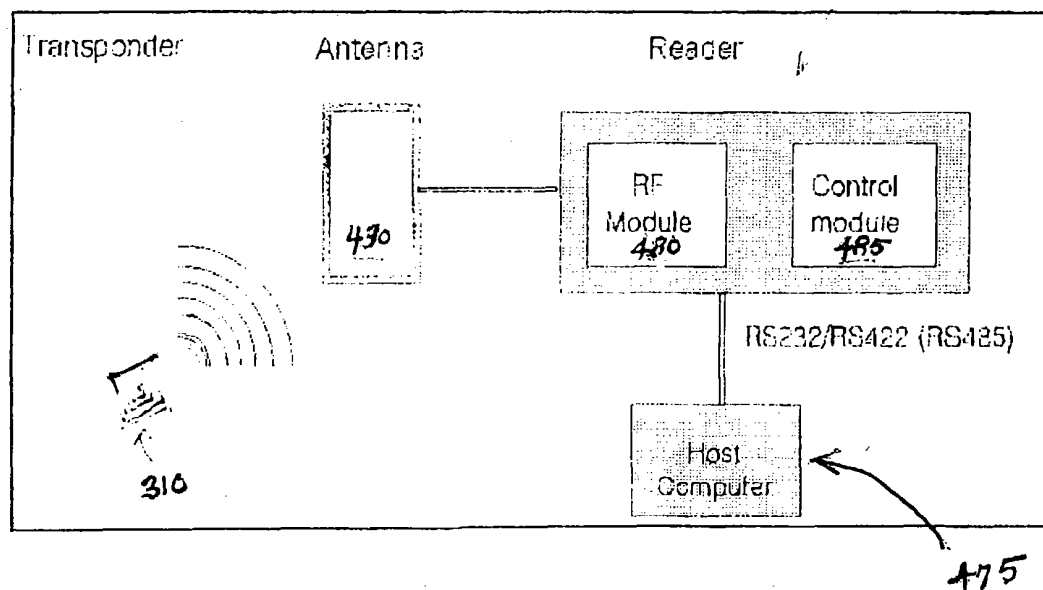 Transponder
Antenna
Reader
RF
Module
480
Control
module
485
430
RS232/RS422 (RS485)
310
Host
Computer
475